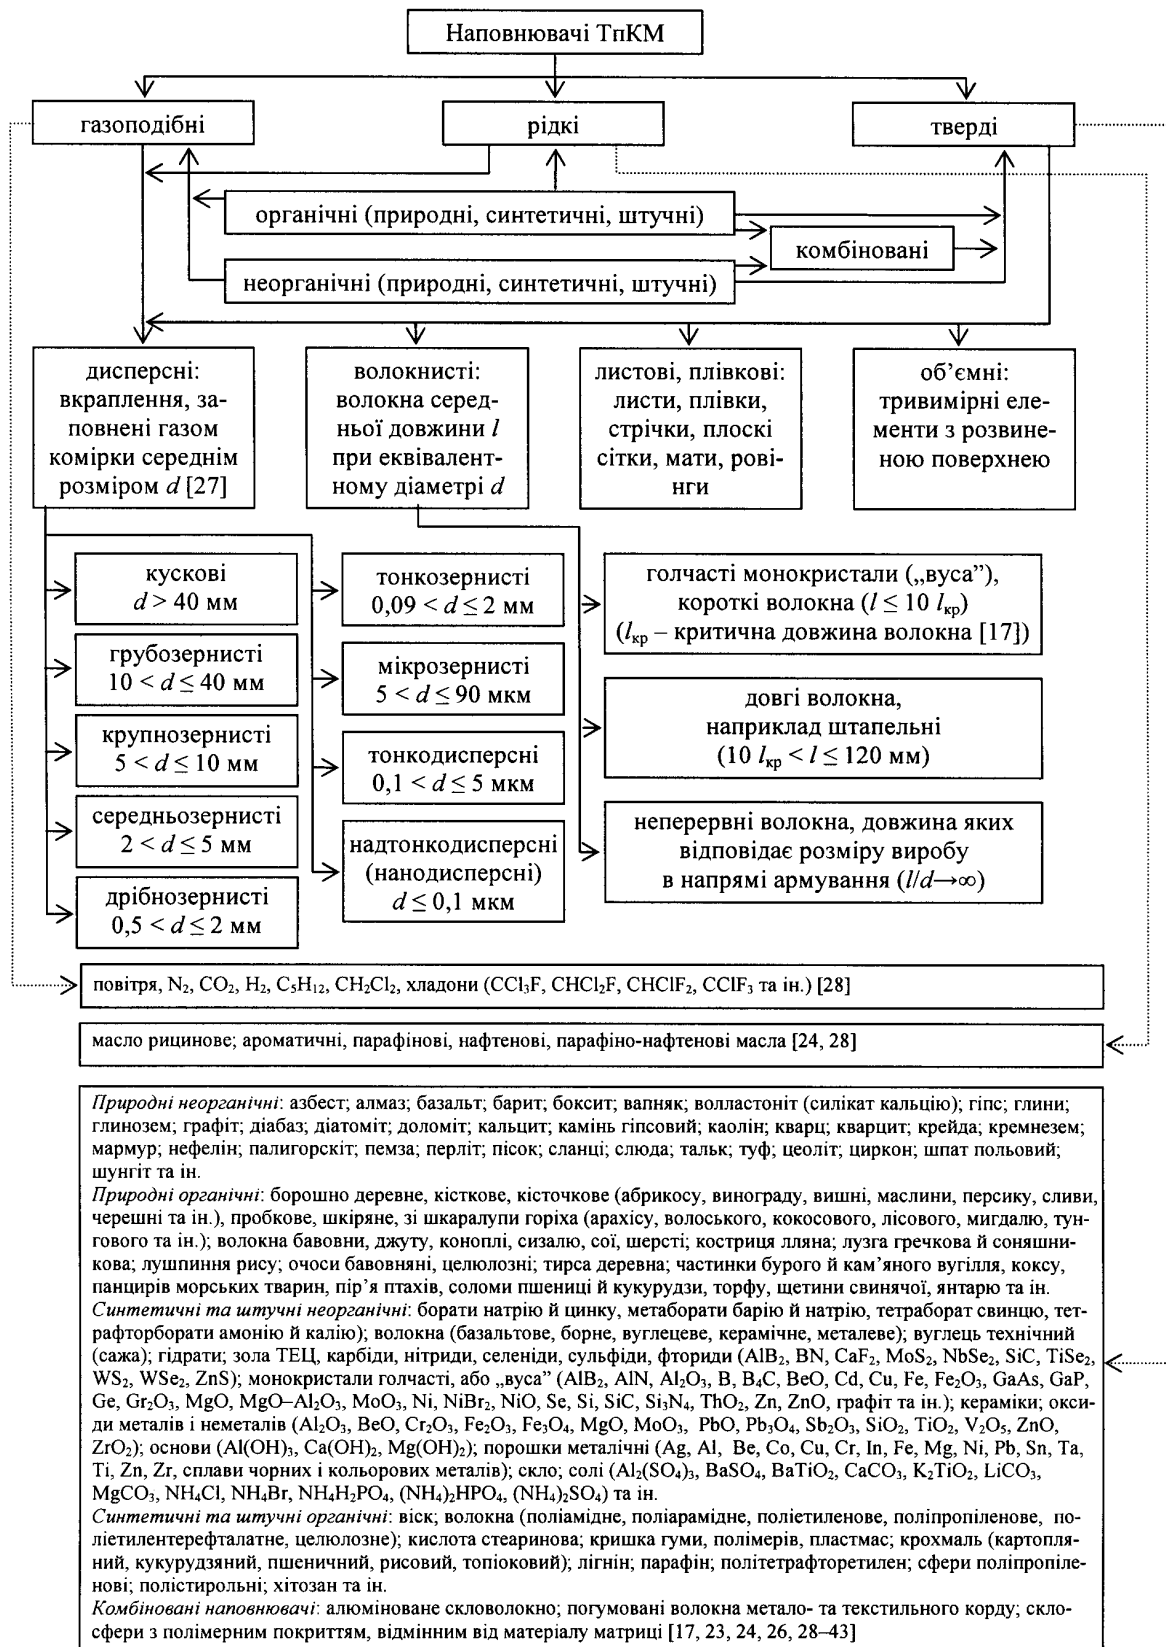 Наповнювачі ТпКМ
газоподібні
рідкі
тверді
органічні (природні, синтетичні, штучні)
комбіновані
неорганічні (природні, синтетичні, штучні)
дисперсні:
вкраплення, за-
повнені газом
комірки середнім
розміром d [27]
волокнисті:
волокна серед-
ньої довжини l
при еквівалент-
ному діаметрі d
листові, плівкові:
листи, плівки,
стрічки, плоскі
сітки, мати, рові-
нги
об’ємні:
тривимірні еле-
менти з розвине-
ною поверхнею
кускові
d > 40 мм
грубозернисті
10 < d ≤ 40 мм
крупнозернисті
5 < d ≤ 10 мм
середньозернисті
2 < d ≤ 5 мм
дрібнозернисті
0,5 < d ≤ 2 мм
тонкозернисті
0,09 < d ≤ 2 мм
мікрозернисті
5 < d ≤ 90 мкм
тонкодисперсні
0,1 < d ≤ 5 мкм
надтонкодисперсні
(нанодисперсні)
d ≤ 0,1 мкм
голчасті монокристали („вуса”),
короткі волокна (l ≤ 10 lкр)
(lкр – критична довжина волокна [17])
довгі волокна,
наприклад штапельні
(10 lкр < l ≤ 120 мм)
неперервні волокна, довжина яких
відповідає розміру виробу
в напрямі армування (l/d→∞)
повітря, N₂, CO₂, H₂, C₅H₁₂, CH₂Cl₂, хладони (CCl₃F, CHCl₂F, CHClF₂, CClF₃ та ін.) [28]
масло рицинове; ароматичні, парафінові, нафтенові, парафіно-нафтенові масла [24, 28]
Природні неорганічні: азбест; алмаз; базальт; барит; боксит; вапняк; волластоніт (силікат кальцію); гіпс; глини;
глинозем; графіт; діабаз; діатоміт; доломіт; кальцит; камінь гіпсовий; каолін; кварц; кварцит; крейда; кремнезем;
мармур; нефелін; палигорскіт; пемза; перліт; пісок; сланці; слюда; тальк; туф; цеоліт; циркон; шпат польовий;
шунгіт та ін.
Природні органічні: борошно деревне, кісткове, кісточкове (абрикосу, винограду, вишні, маслини, персику, сливи,
черешні та ін.), пробкове, шкіряне, зі шкаралупи горіха (арахісу, волоського, кокосового, лісового, мигдалю, тун-
гового та ін.); волокна бавовни, джуту, коноплі, сизалю, сої, шерсті; костриця лляна; лузга гречкова й соняшни-
кова; лушпиння рису; очоси бавовняні, целюлозні; тирса деревна; частинки бурого й кам’яного вугілля, коксу,
панцирів морських тварин, пір’я птахів, соломи пшениці й кукурудзи, торфу, щетини свинячої, янтарю та ін.
Синтетичні та штучні неорганічні: борати натрію й цинку, метаборати барію й натрію, тетраборат свинцю, тет-
рафторборати амонію й калію); волокна (базальтове, борне, вуглецеве, керамічне, металеве); вуглець технічний
(сажа); гідрати; зола ТЕЦ, карбіди, нітриди, селеніди, сульфіди, фториди (AlB₂, BN, CaF₂, MoS₂, NbSe₂, SiC, TiSe₂,
WS₂, WSe₂, ZnS); монокристали голчасті, або „вуса” (AlB₂, AlN, Al₂O₃, B, B₄C, BeO, Cd, Cu, Fe, Fe₂O₃, GaAs, GaP,
Ge, Gr₂O₃, MgO, MgO–Al₂O₃, MoO₃, Ni, NiBr₂, NiO, Se, Si, SiC, Si₃N₄, ThO₂, Zn, ZnO, графіт та ін.); кераміки; окси-
ди металів і неметалів (Al₂O₃, BeO, Cr₂O₃, Fe₂O₃, Fe₃O₄, MgO, MoO₃, PbO, Pb₃O₄, Sb₂O₃, SiO₂, TiO₂, V₂O₅, ZnO,
ZrO₂); основи (Al(OH)₃, Ca(OH)₂, Mg(OH)₂); порошки металічні (Ag, Al, Be, Co, Cu, Cr, In, Fe, Mg, Ni, Pb, Sn, Ta,
Ti, Zn, Zr, сплави чорних і кольорових металів); скло; солі (Al₂(SO₄)₃, BaSO₄, BaTiO₂, CaCO₃, K₂TiO₂, LiCO₃,
MgCO₃, NH₄Cl, NH₄Br, NH₄H₂PO₄, (NH₄)₂HPO₄, (NH₄)₂SO₄) та ін.
Синтетичні та штучні органічні: віск; волокна (поліамідне, поліарамідне, поліетиленове, поліпропіленове, по-
ліетилентерефталатне, целюлозне); кислота стеаринова; кришка гуми, полімерів, пластмас; крохмаль (картопля-
ний, кукурудзяний, пшеничний, рисовий, топіоковий); лігнін; парафін; політетрафторетилен; сфери поліпропіле-
нові; полістирольні; хітозан та ін.
Комбіновані наповнювачі: алюміноване скловолокно; погумовані волокна метало- та текстильного корду; скло-
сфери з полімерним покриттям, відмінним від матеріалу матриці [17, 23, 24, 26, 28–43]